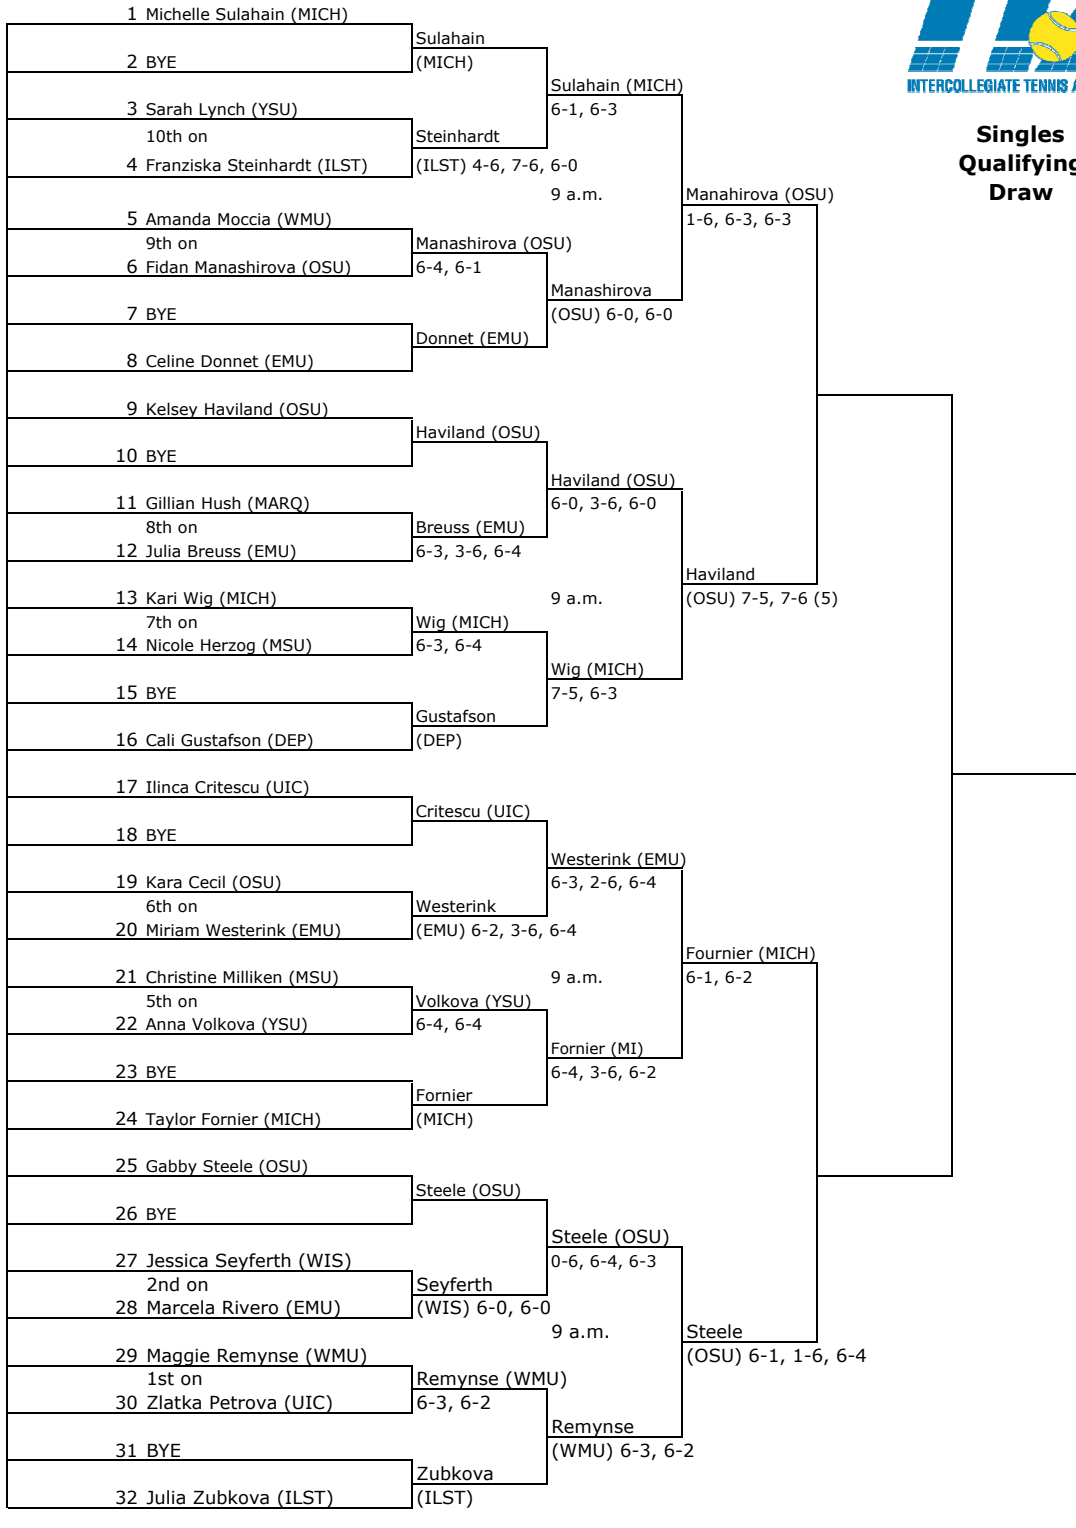 1 Michelle Sulahain (MICH)
2 BYE
3 Sarah Lynch (YSU)
10th on
4 Franziska Steinhardt (ILST)
5 Amanda Moccia (WMU)
9th on
6 Fidan Manashirova (OSU)
7 BYE
8 Celine Donnet (EMU)
9 Kelsey Haviland (OSU)
10 BYE
11 Gillian Hush (MARQ)
8th on
12 Julia Breuss (EMU)
13 Kari Wig (MICH)
7th on
14 Nicole Herzog (MSU)
15 BYE
16 Cali Gustafson (DEP)
17 Ilinca Critescu (UIC)
18 BYE
19 Kara Cecil (OSU)
6th on
20 Miriam Westerink (EMU)
21 Christine Milliken (MSU)
5th on
22 Anna Volkova (YSU)
23 BYE
24 Taylor Fornier (MICH)
25 Gabby Steele (OSU)
26 BYE
27 Jessica Seyferth (WIS)
2nd on
28 Marcela Rivero (EMU)
29 Maggie Remynse (WMU)
1st on
30 Zlatka Petrova (UIC)
31 BYE
32 Julia Zubkova (ILST)
Sulahain
(MICH)
Steinhardt
(ILST) 4-6, 7-6, 6-0
Manashirova (OSU)
6-4, 6-1
Donnet (EMU)
Haviland (OSU)
Breuss (EMU)
6-3, 3-6, 6-4
Wig (MICH)
6-3, 6-4
Gustafson
(DEP)
Critescu (UIC)
Westerink
(EMU) 6-2, 3-6, 6-4
Volkova (YSU)
6-4, 6-4
Fornier
(MICH)
Steele (OSU)
Seyferth
(WIS) 6-0, 6-0
Remynse (WMU)
6-3, 6-2
Zubkova
(ILST)
Sulahain (MICH)
6-1, 6-3
9 a.m.
Manashirova
(OSU) 6-0, 6-0
Haviland (OSU)
6-0, 3-6, 6-0
9 a.m.
Wig (MICH)
7-5, 6-3
Westerink (EMU)
6-3, 2-6, 6-4
9 a.m.
Fornier (MI)
6-4, 3-6, 6-2
Steele (OSU)
0-6, 6-4, 6-3
9 a.m.
Remynse
(WMU) 6-3, 6-2
Manahirova (OSU)
1-6, 6-3, 6-3
Haviland
(OSU) 7-5, 7-6 (5)
Fournier (MICH)
6-1, 6-2
Steele
(OSU) 6-1, 1-6, 6-4
INTERCOLLEGIATE TENNIS
Singles
Qualifying
Draw